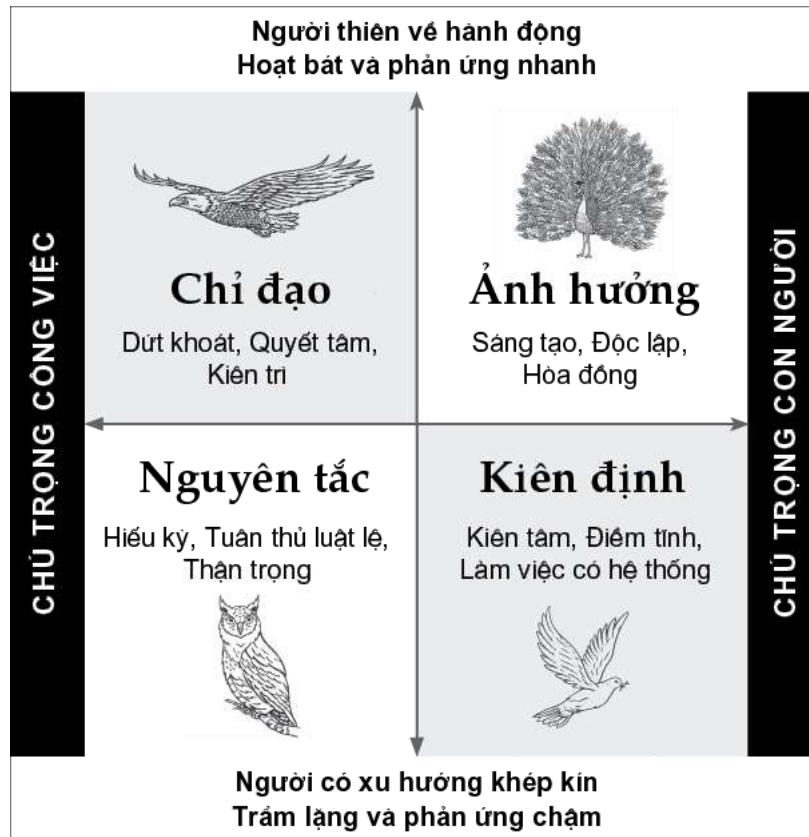 Người thiên về hành động
Hoạt bát và phản ứng nhanh
CHÚ TRỌNG CÔNG VIỆC
Chỉ đạo
Dứt khoát, Quyết tâm,
Kiên trì
Ảnh hưởng
Sáng tạo, Độc lập,
Hòa đồng
CHÚ TRỌNG CON NGƯỜI
Nguyên tắc
Hiếu kỳ, Tuân thủ luật lệ,
Thận trọng
Kiên định
Kiên tâm, Điềm tĩnh,
Làm việc có hệ thống
Người có xu hướng khép kín
Trầm lặng và phản ứng chậm